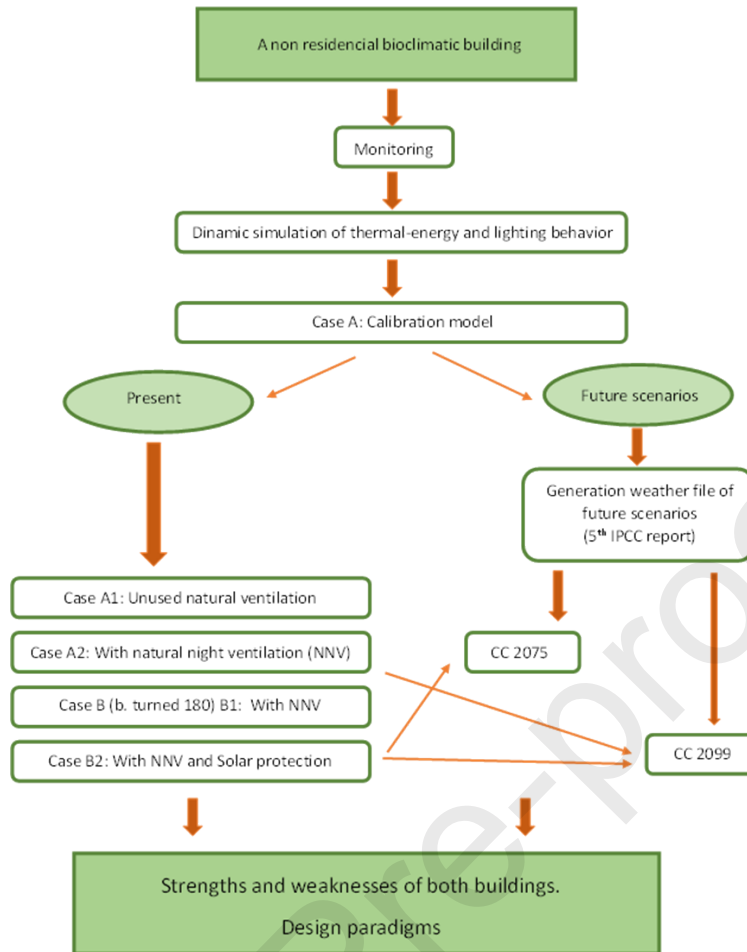 A non residencial bioclimatic building
Monitoring
Dinamic simulation of thermal-energy and lighting behavior
Case A: Calibration model
Present
Future scenarios
Generation weather file of
future scenarios
(5th IPCC report)
Case A1: Unused natural ventilation
Case A2: With natural night ventilation (NNV)
CC 2075
Case B (b. turned 180) B1: With NNV
Case B2: With NNV and Solar protection
CC 2099
Strengths and weaknesses of both buildings.
Design paradigms
Pre-proo